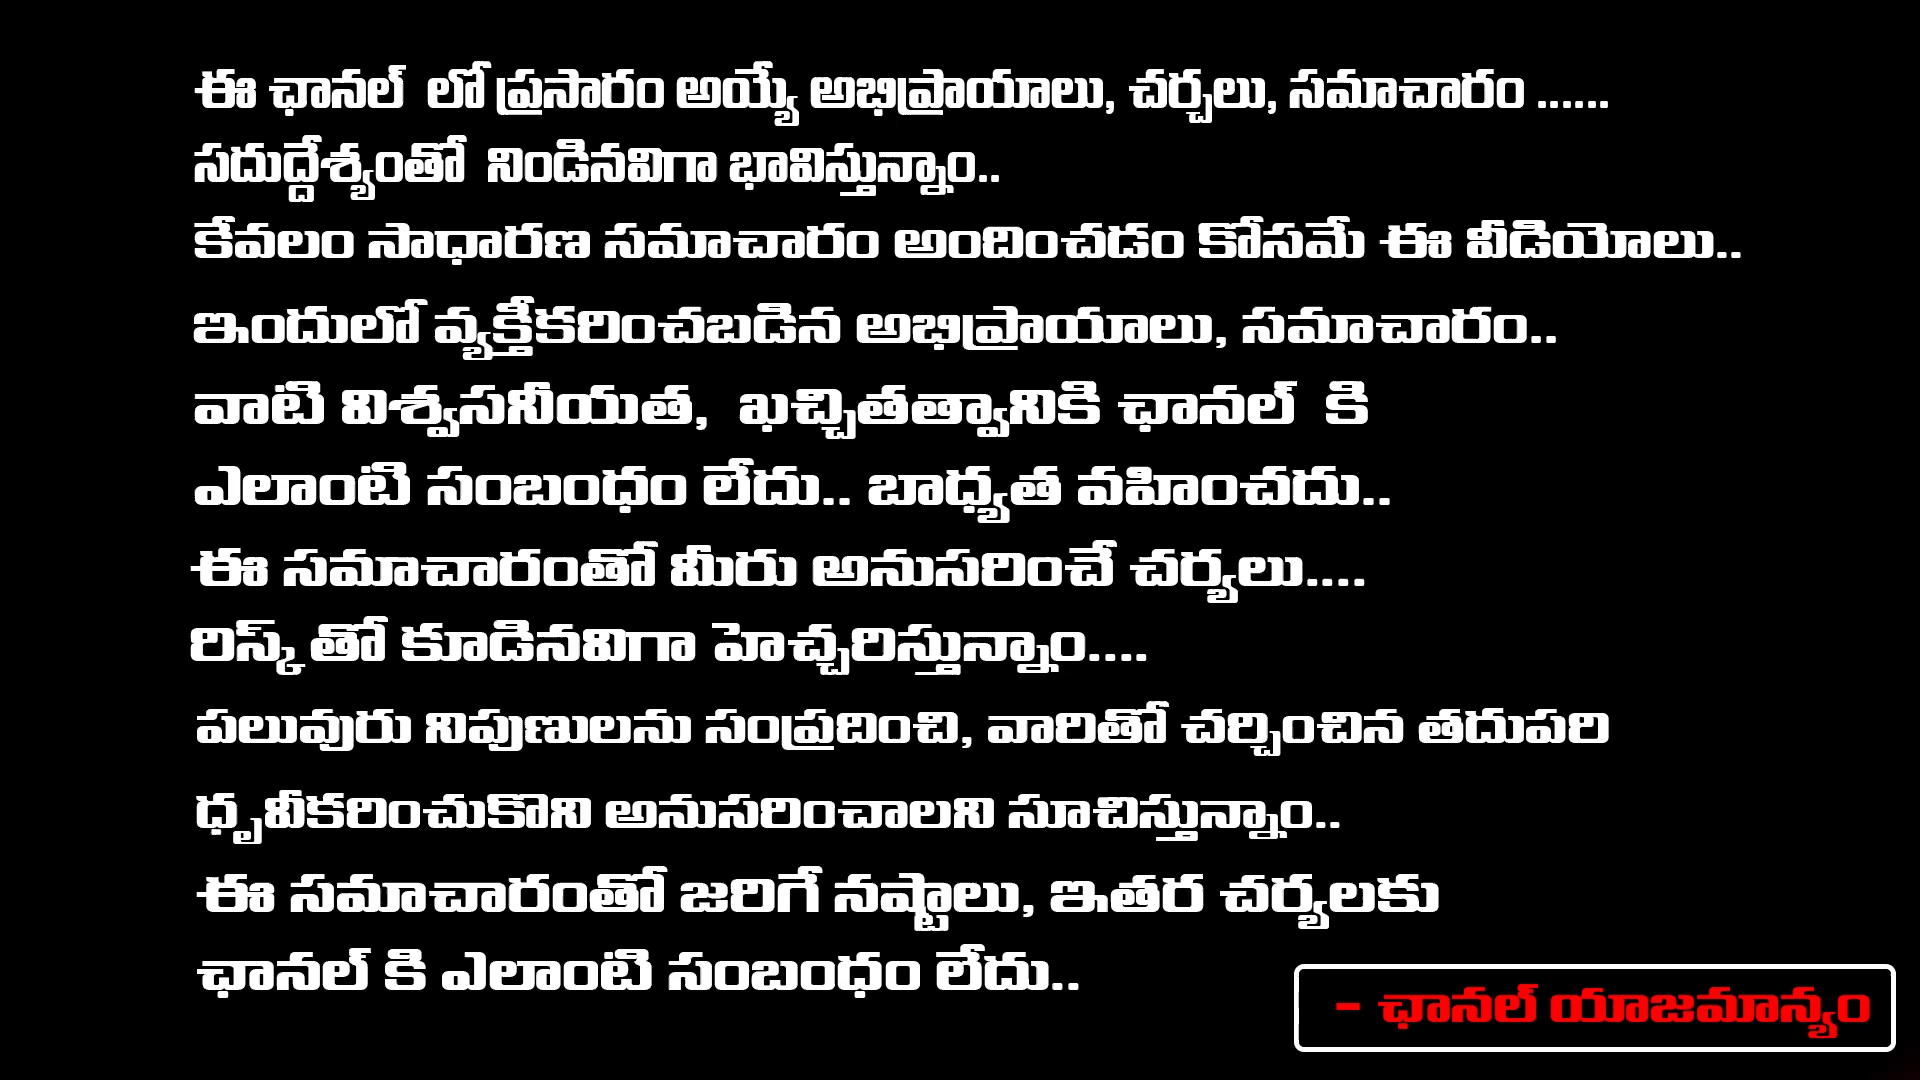 ఈ ఛానల్ లో ప్రసారం అయ్యే అభిప్రాయాలు, చర్చలు, సమాచారం ......
సదుద్దేశ్యంతో నిండినవిగా భావిస్తున్నాం..
కేవలం సాధారణ సమాచారం అందించడం కోసమే ఈ వీడియోలు..
ఇందులో వ్యక్తీకరించబడిన అభిప్రాయాలు, సమాచారం..
వాటి విశ్వసనీయత, ఖచ్చితత్వానికి ఛానల్ కి
ఎలాంటి సంబంధం లేదు.. బాధ్యత వహించదు..
ఈ సమాచారంతో మీరు అనుసరించే చర్యలు....
రిస్క్ తో కూడినవిగా హెచ్చరిస్తున్నాం....
పలువురు నిపుణులను సంప్రదించి, వారితో చర్చించిన తదుపరి
ధృవీకరించుకొని అనుసరించాలని సూచిస్తున్నాం..
ఈ సమాచారంతో జరిగే నష్టాలు, ఇతర చర్యలకు
ఛానల్ కి ఎలాంటి సంబంధం లేదు..
- ఛానల్ యాజమాన్యం